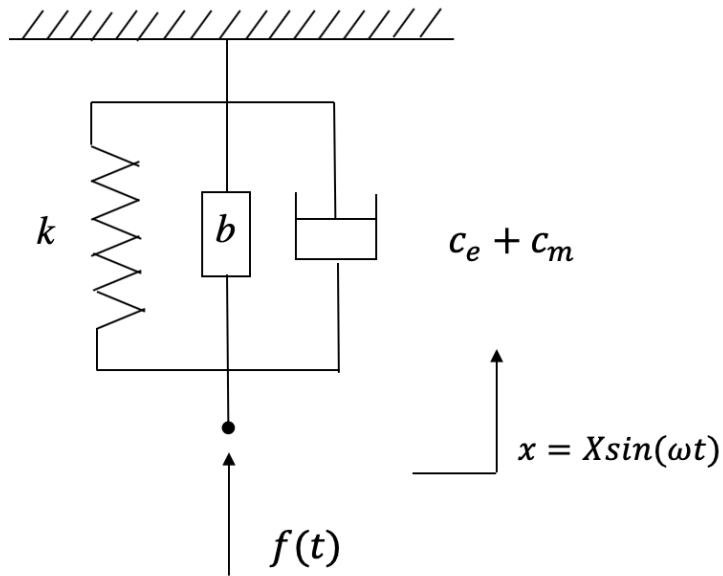 k
b
c_e + c_m
x = Xsin(ωt)
f(t)